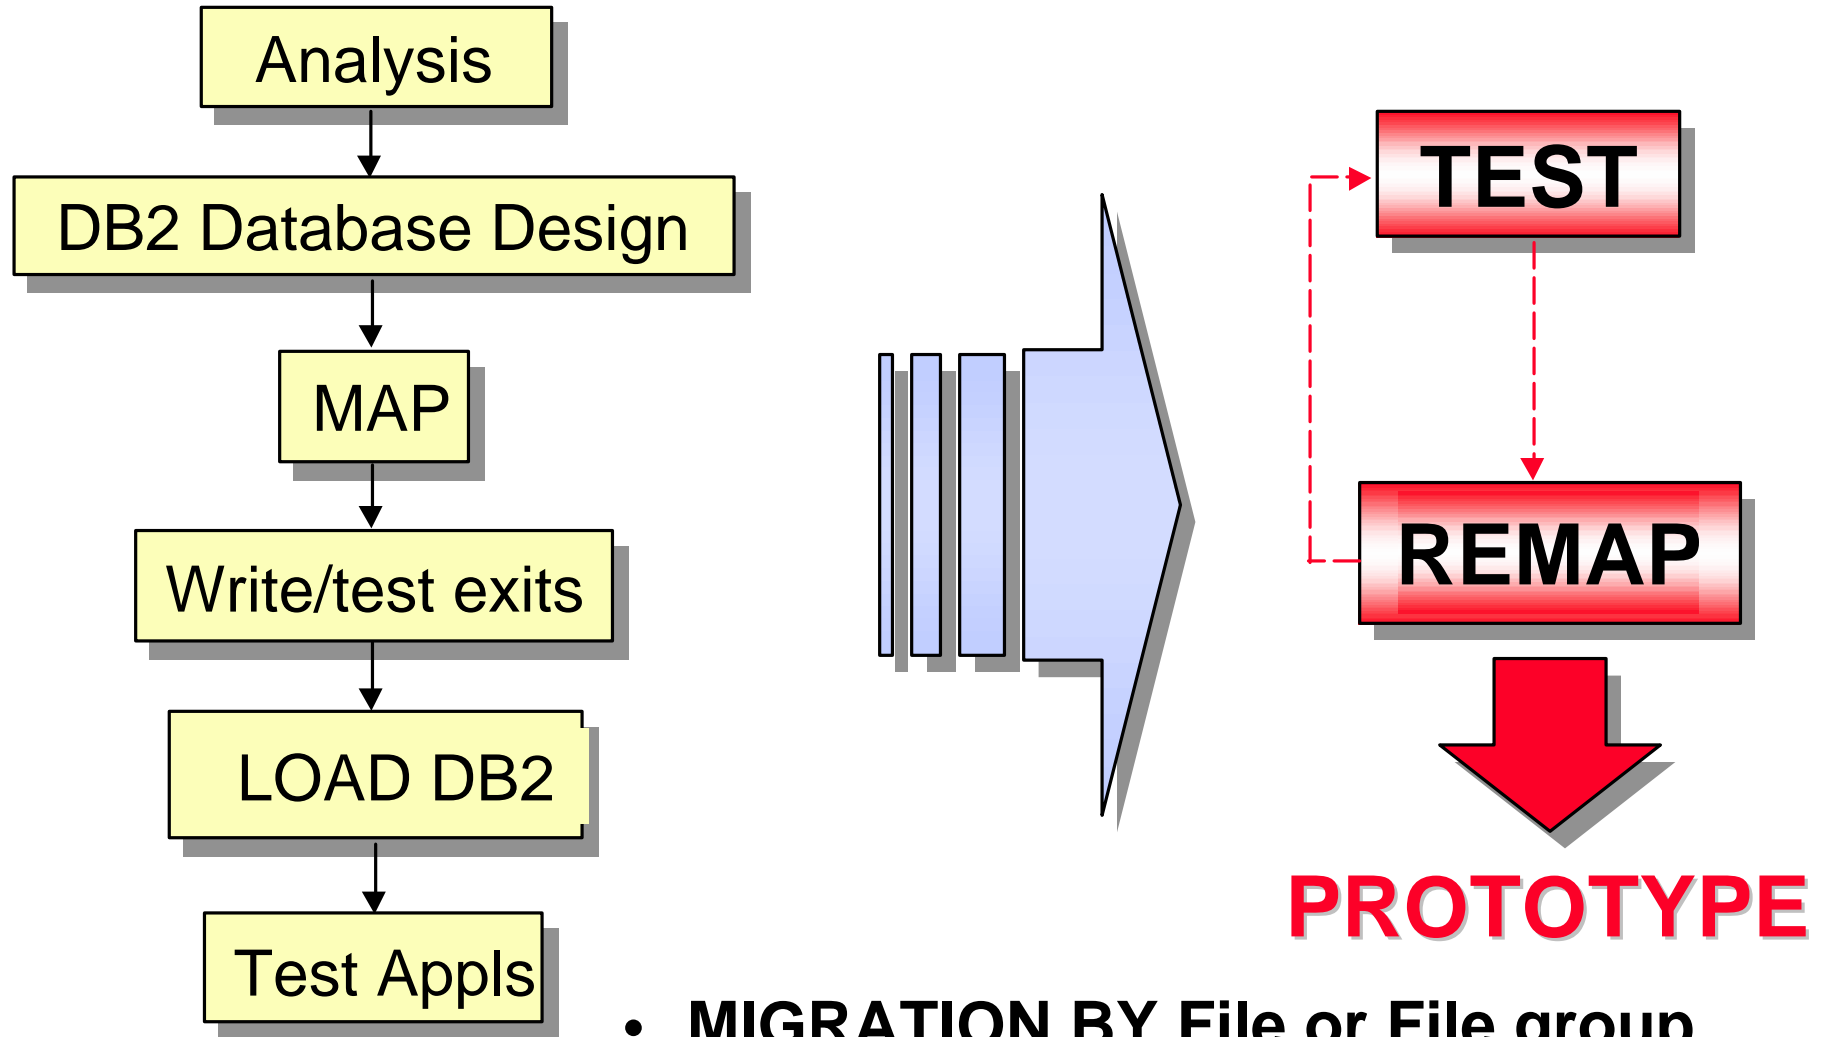 Analysis
DB2 Database Design
MAP
Write/test exits
LOAD DB2
Test Appls
TEST
REMAP
PROTOTYPE
• MIGRATION BY File or File group